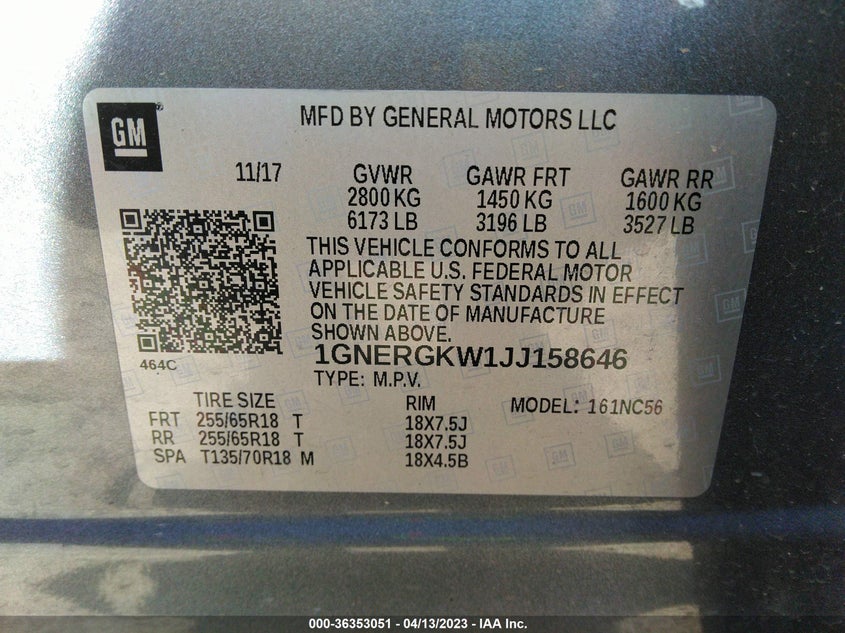 GM
MFD BY GENERAL MOTORS LLC
11/17 GVWR GAWR FRT GAWR RR
2800 KG 1450 KG 1600 KG
6173 LB 3196 LB 3527 LB
THIS VEHICLE CONFORMS TO ALL
APPLICABLE U.S. FEDERAL MOTOR
VEHICLE SAFETY STANDARDS IN EFFECT
ON THE DATE OF MANUFACTURE
SHOWN ABOVE.
464C
1GNERGKW1JJ158646
TYPE: M.P.V.
TIRE SIZE RIM MODEL: 161NC56
FRT 255/65R18 T 18X7.5J
RR 255/65R18 T 18X7.5J
SPA T135/70R18 M 18X4.5B
000-36353051 - 04/13/2023 - IAA Inc.